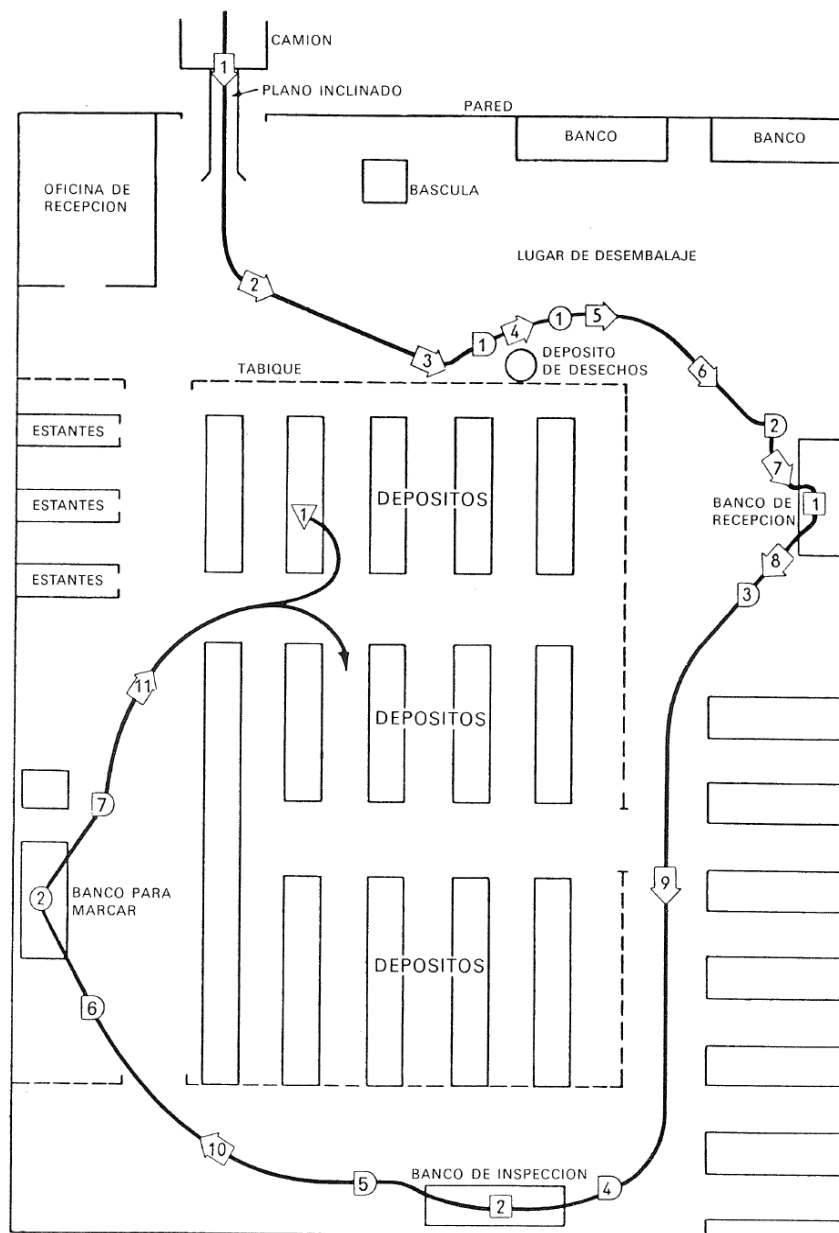 CAMION
1
PLANO INCLINADO
PARED
BANCO
BANCO
OFICINA DE
RECEPCION
BASCULA
LUGAR DE DESEMBALAJE
2
3
1
4
1
5
DEPOSITO
DE DESECHOS
TABIQUE
6
2
7
ESTANTES
ESTANTES
ESTANTES
DEPOSITOS
1
BANCO DE
RECEPCION
1
8
3
11
DEPOSITOS
7
9
2
BANCO PARA
MARCAR
DEPOSITOS
6
10
5
BANCO DE INSPECCION
2
4